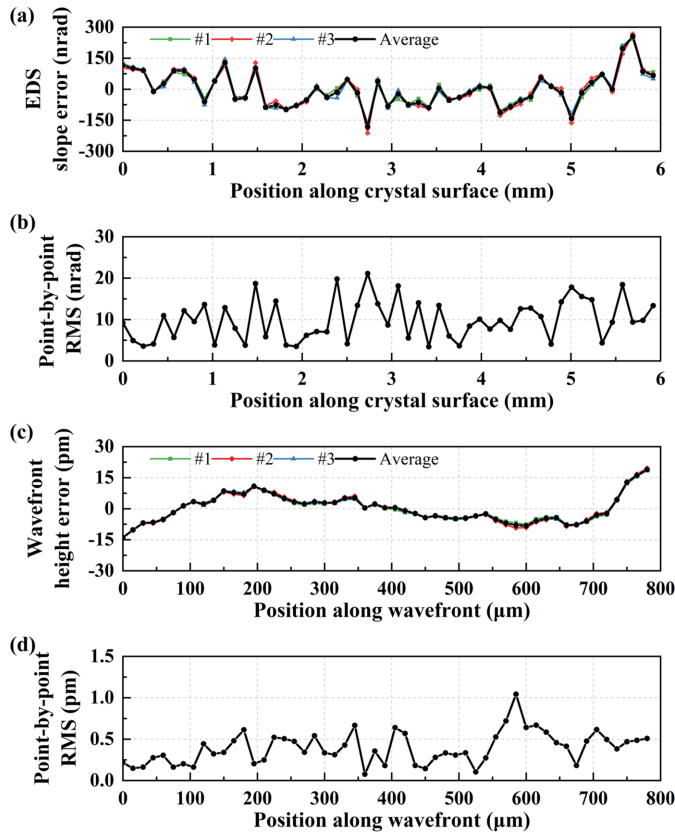 (a)
300
150
0
-150
-300
EDS
slope error (nrad)
#1 #2 #3 Average
0 1 2 3 4 5 6
Position along crystal surface (mm)
(b)
30
20
10
0
Point-by-point
RMS (nrad)
0 1 2 3 4 5 6
Position along crystal surface (mm)
(c)
30
15
0
-15
-30
Wavefront
height error (pm)
#1 #2 #3 Average
0 100 200 300 400 500 600 700 800
Position along wavefront (µm)
(d)
1.5
1.0
0.5
0.0
Point-by-point
RMS (pm)
0 100 200 300 400 500 600 700 800
Position along wavefront (µm)